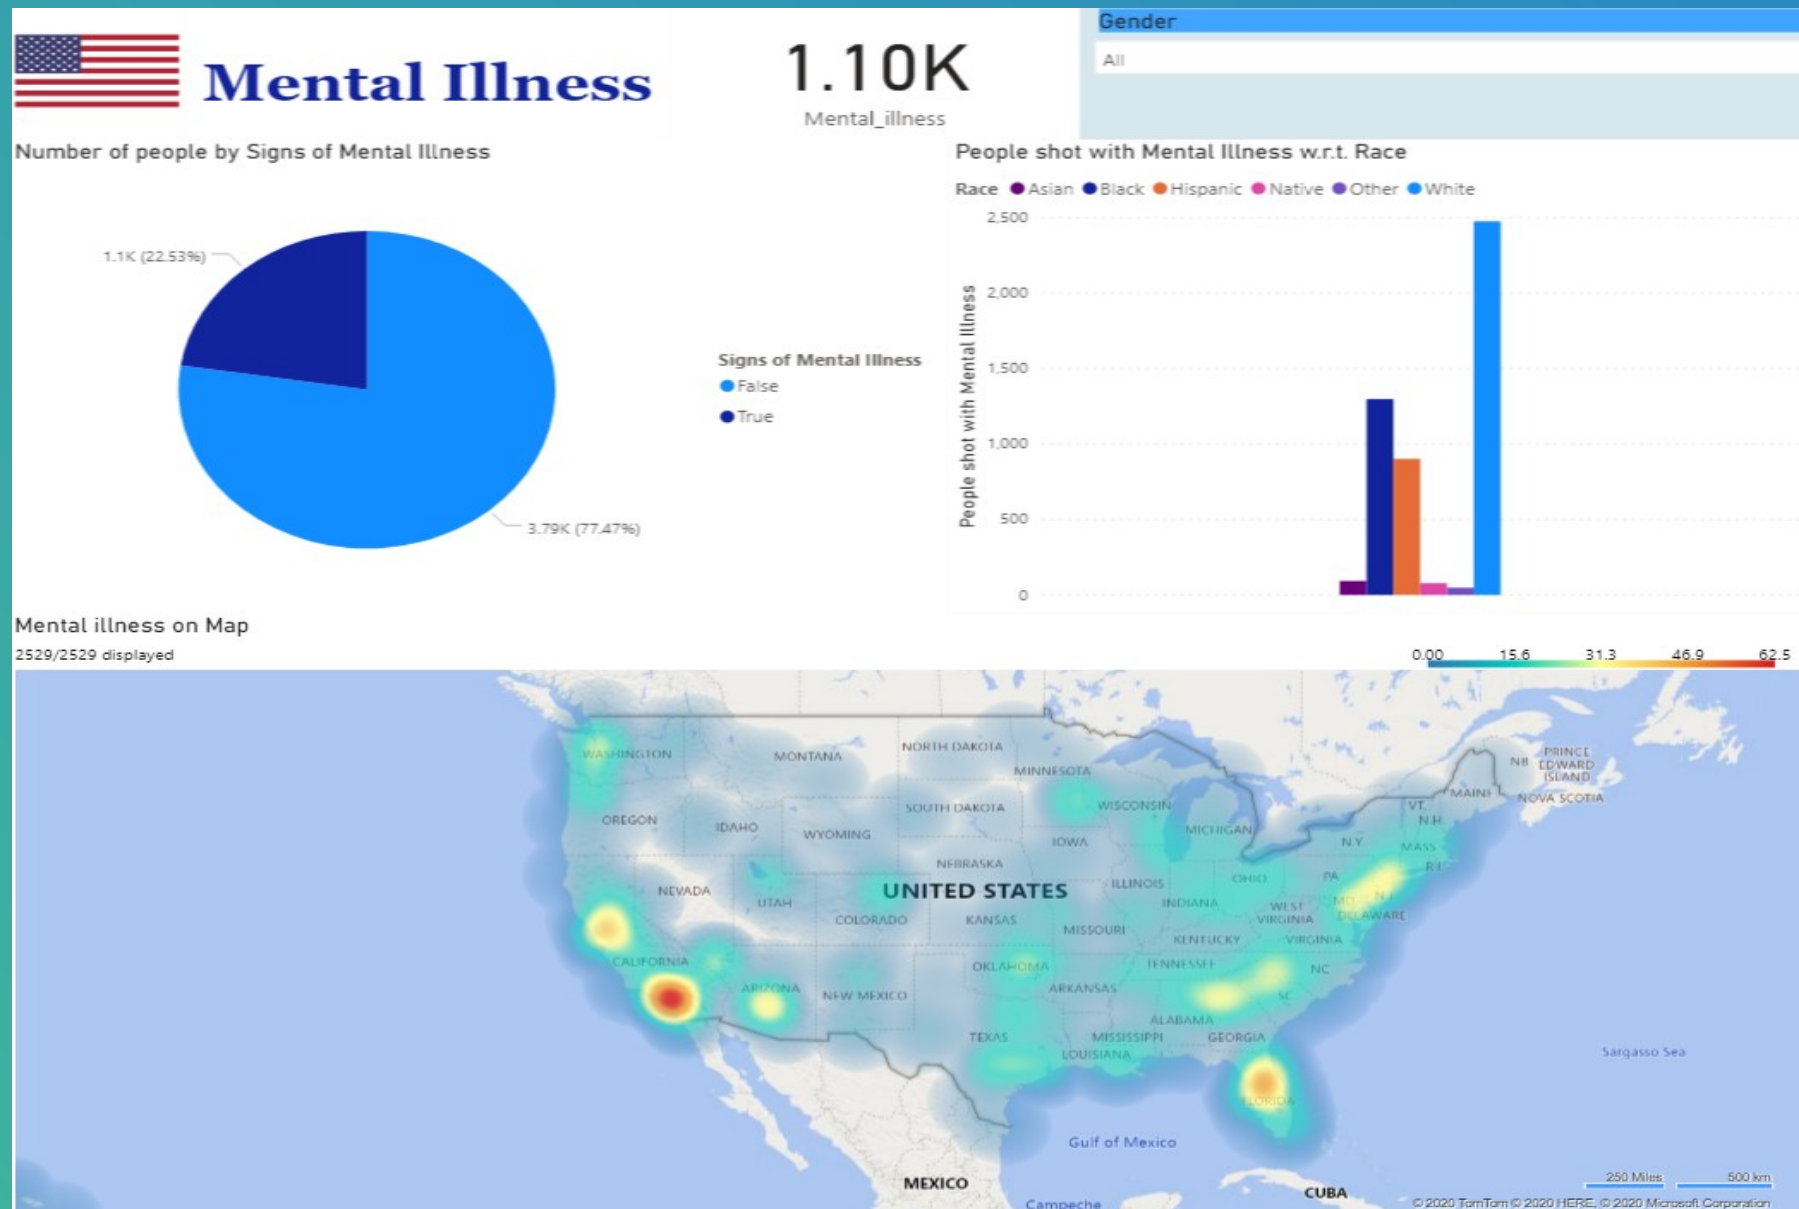 Mental Illness
1.10K
Mental_illness
Gender
All
Number of people by Signs of Mental Illness
1.1K (22.53%)
3.79K (77.47%)
Signs of Mental Illness
False
True
People shot with Mental Illness w.r.t. Race
Race Asian Black Hispanic Native Other White
People shot with Mental Illness
2,500
2,000
1,500
1,000
500
0
Mental illness on Map
2529/2529 displayed
0.00 15.6 31.3 46.9 62.5
WASHINGTON
MONTANA
NORTH DAKOTA
MINNESOTA
PRINCE
EDWARD
ISLAND
NB
MAINE
NOVA SCOTIA
OREGON
IDAHO
WYOMING
SOUTH DAKOTA
WISCONSIN
MICHIGAN
VT.
N.H.
IOWA
N.Y.
MASS
NEBRASKA
R.I.
NEVADA
UTAH
UNITED STATES
ILLINOIS
OHIO
PA
INDIANA
N.J.
COLORADO
KANSAS
MISSOURI
WEST
VIRGINIA
DELAWARE
KENTUCKY
VIRGINIA
CALIFORNIA
OKLAHOMA
TENNESSEE
NC
ARIZONA
NEW MEXICO
ARKANSAS
SC
ALABAMA
TEXAS
MISSISSIPPI
GEORGIA
LOUISIANA
Sargasso Sea
FLORIDA
Gulf of Mexico
MEXICO
CUBA
Campeche
250 Miles 500 km
© 2020 TomTom © 2020 HERE, © 2020 Microsoft Corporation